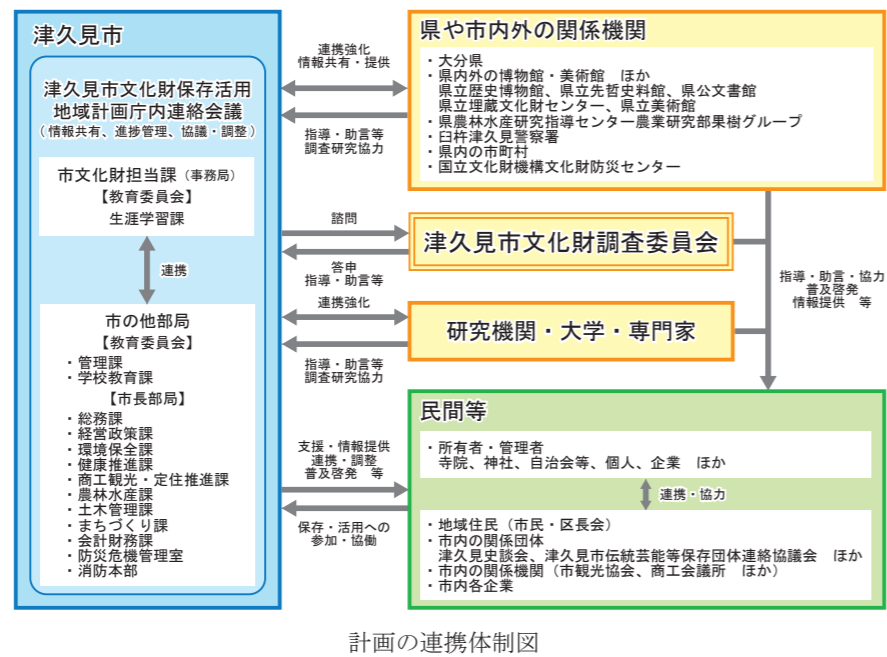 津久見市
津久見市文化財保存活用
地域計画庁内連絡会議
（情報共有、進捗管理、協議・調整）
市文化財担当課（事務局）
【教育委員会】
生涯学習課
連携
市の他部局
【教育委員会】
・管理課
・学校教育課
【市長部局】
・総務課
・経営政策課
・環境保全課
・健康推進課
・商工観光・定住推進課
・農林水産課
・土木管理課
・まちづくり課
・会計財務課
・防災危機管理室
・消防本部
連携強化
情報共有・提供
指導・助言等
調査研究協力
諮問
答申
指導・助言等
連携強化
指導・助言等
調査研究協力
支援・情報提供
連携・調整
普及啓発　等
保存・活用への
参加・協働
県や市内外の関係機関
・大分県
・県内外の博物館・美術館　ほか
県立歴史博物館、県立先哲史料館、県公文書館
県立埋蔵文化財センター、県立美術館
・県農林水産研究指導センター農業研究部果樹グループ
・臼杵津久見警察署
・県内の市町村
・国立文化財機構文化財防災センター
津久見市文化財調査委員会
研究機関・大学・専門家
指導・助言・協力
普及啓発
情報提供　等
民間等
・所有者・管理者
寺院、神社、自治会等、個人、企業　ほか
連携・協力
・地域住民（市民・区長会）
・市内の関係団体
津久見史談会、津久見市伝統芸能等保存団体連絡協議会　ほか
・市内の関係機関（市観光協会、商工会議所　ほか）
・市内各企業
計画の連携体制図